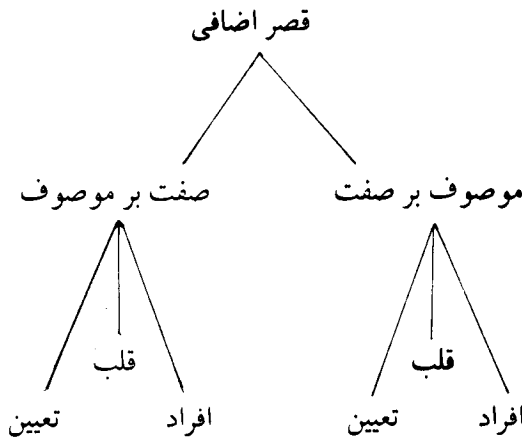 قصر اضافی
موصوف بر صفت
صفت بر موصوف
قلب
قلب
افراد
تعیین
افراد
تعیین